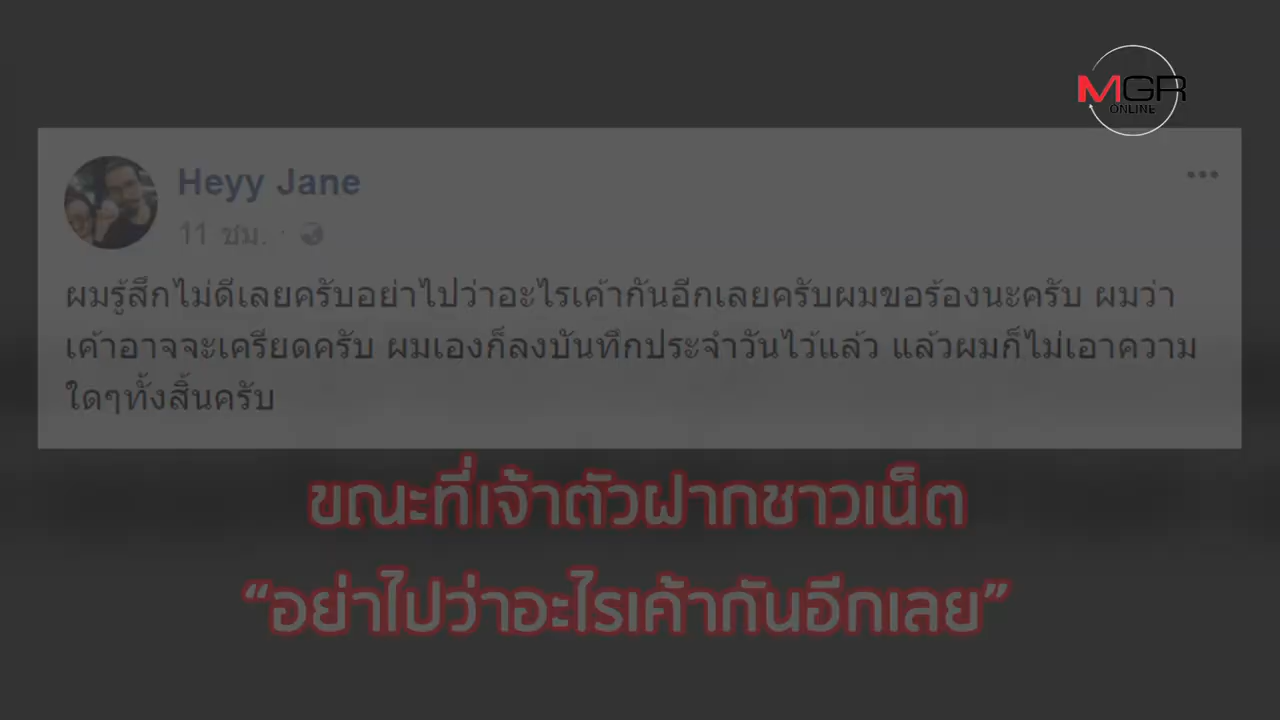 MGR
ONLINE
Heyy Jane
11 ชม. ·
ผมรู้สึกไม่ดีเลยครับอย่าไปว่าอะไรเค้ากันอีกเลยครับผมขอร้องนะครับ ผมว่า
เค้าอาจจะเครียดครับ ผมเองก็ลงบันทึกประจำวันไว้แล้ว แล้วผมก็ไม่เอาความ
ใดๆทั้งสิ้นครับ
ขณะที่เจ้าตัวฝากชาวเน็ต
“อย่าไปว่าอะไรเค้ากันอีกเลย”